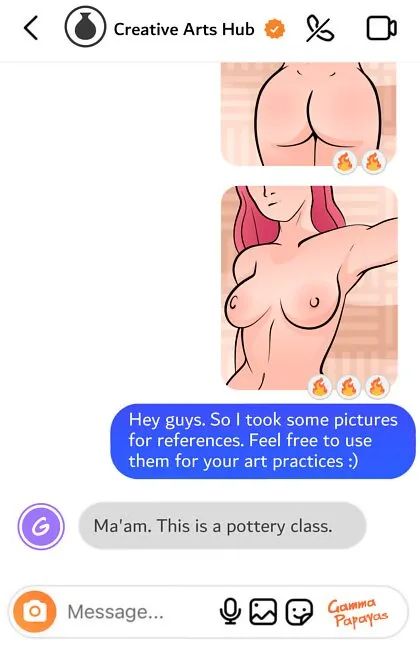 Creative Arts Hub
Hey guys. So I took some pictures
for references. Feel free to use
them for your art practices :)
G
Ma'am. This is a pottery class.
Message...
Gamma
Papayas